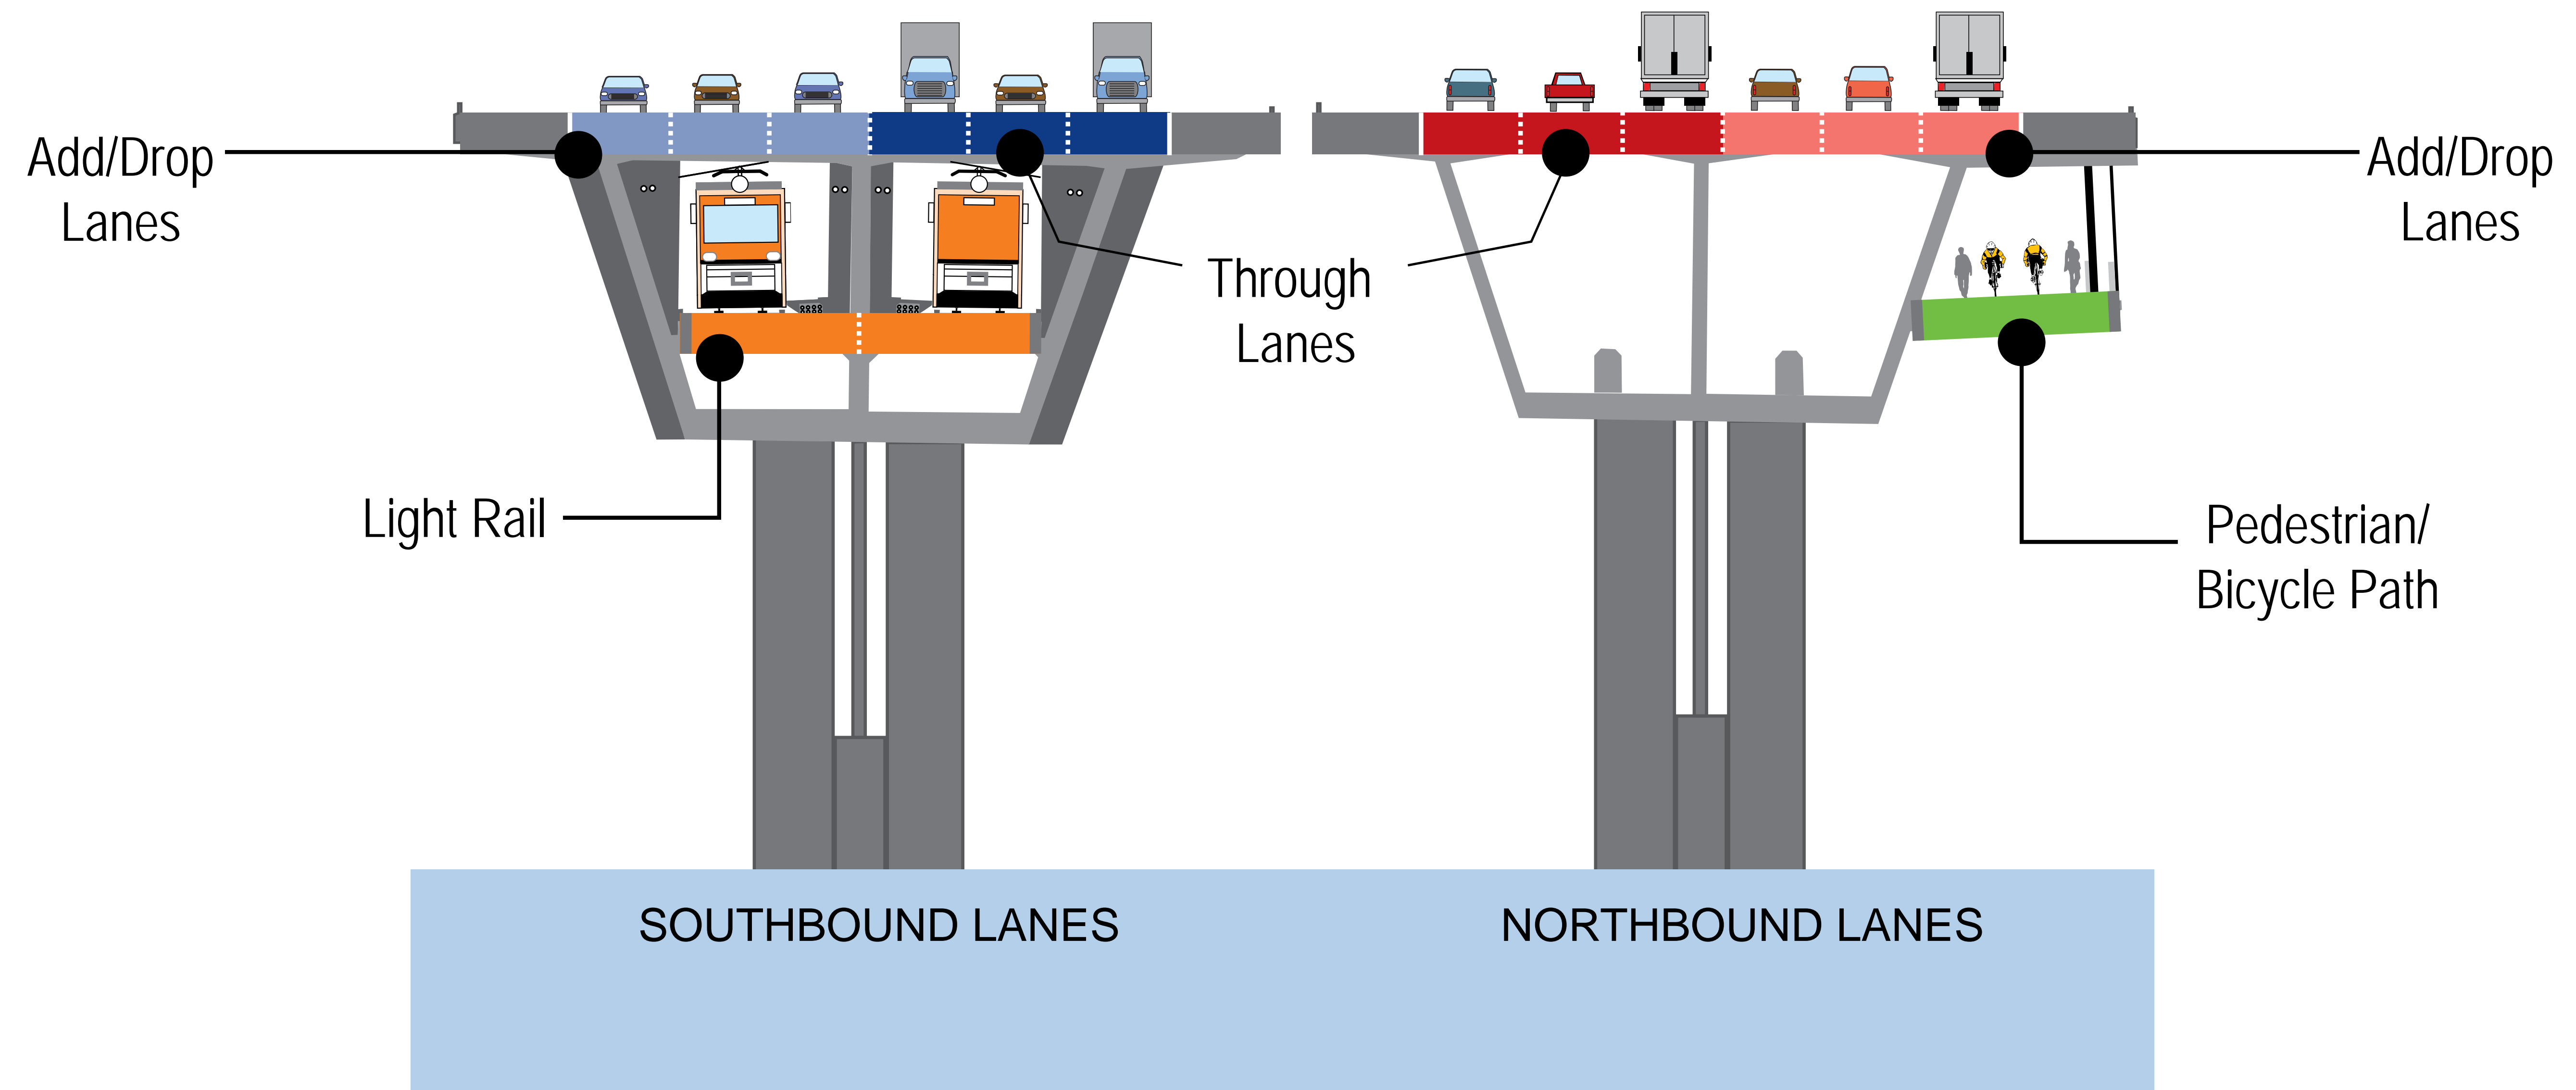 Add/Drop
Lanes
Add/Drop
Lanes
Through
Lanes
Light Rail
Pedestrian/
Bicycle Path
SOUTHBOUND LANES
NORTHBOUND LANES